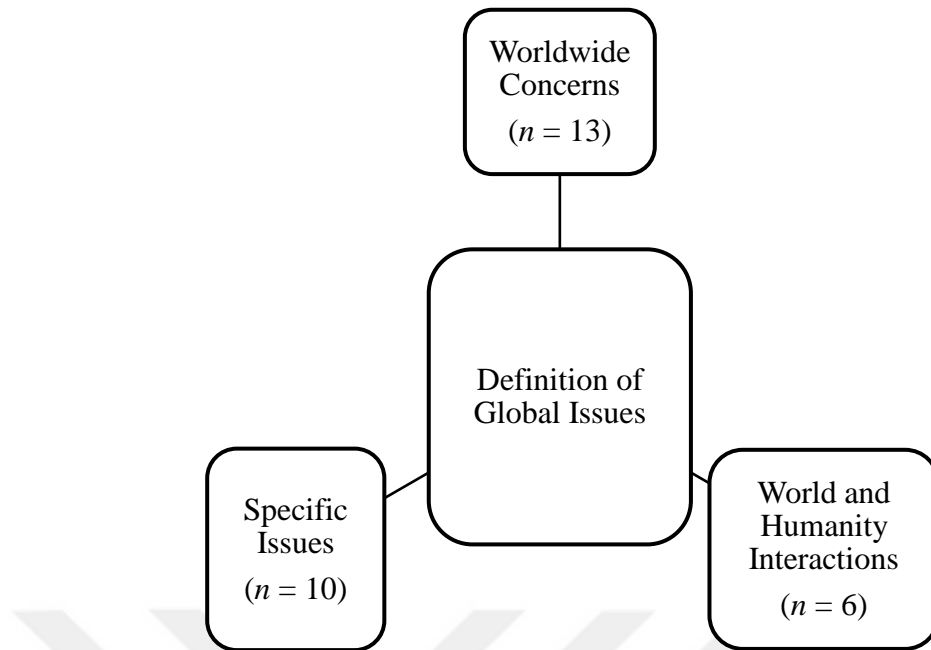 Worldwide
Concerns
(n = 13)
Definition of
Global Issues
Specific
Issues
(n = 10)
World and
Humanity
Interactions
(n = 6)